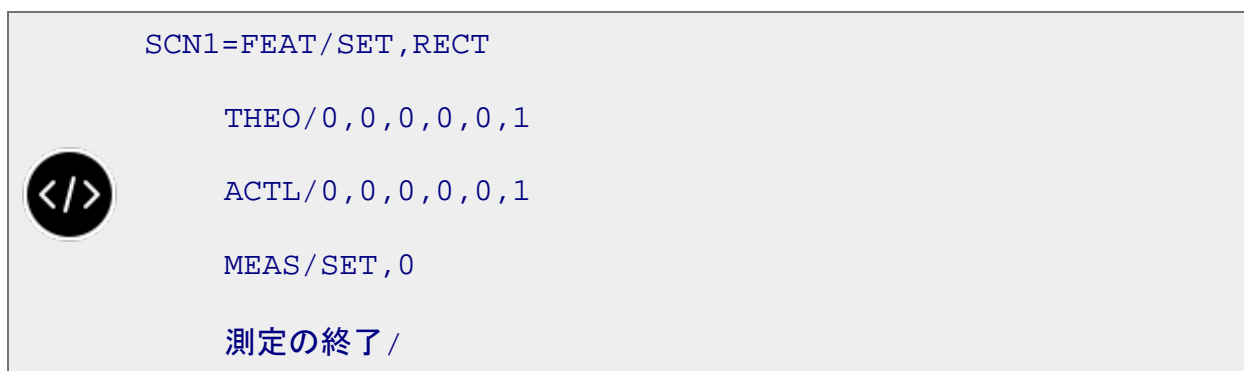 SCN1=FEAT/SET,RECT
THEO/0,0,0,0,0,1
ACTL/0,0,0,0,0,1
</>
MEAS/SET,0
測定の終了/